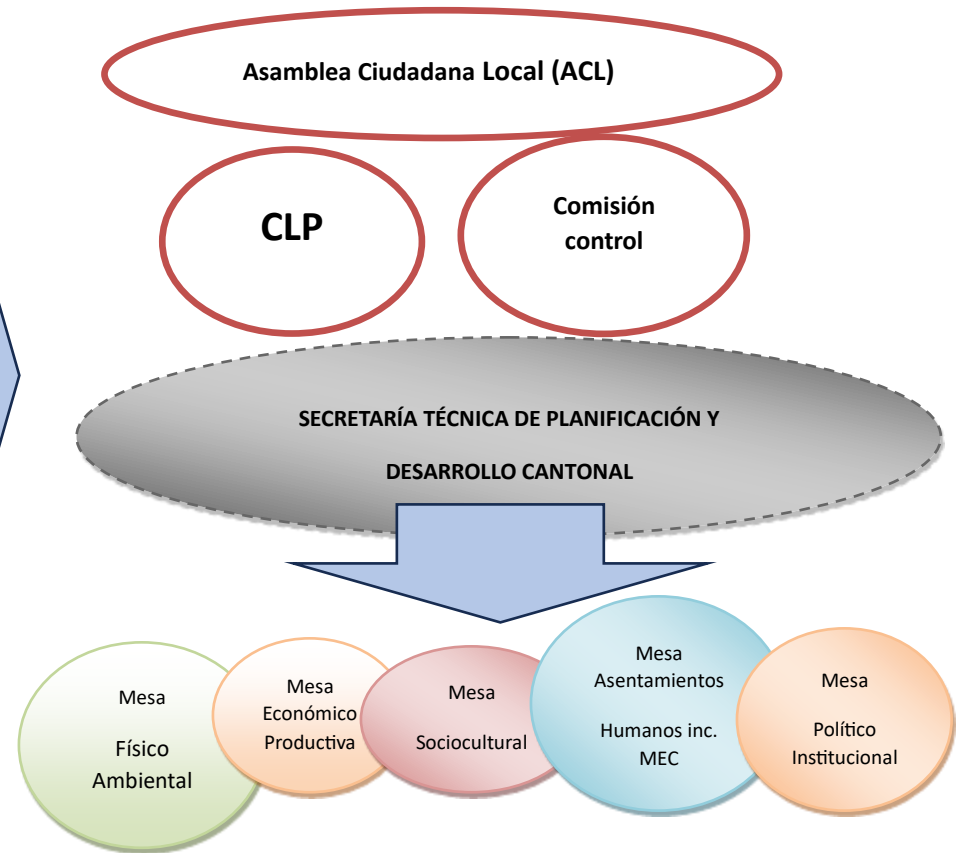 Asamblea Ciudadana Local (ACL)
CLP
Comisión
control
SECRETARÍA TÉCNICA DE PLANIFICACIÓN Y
DESARROLLO CANTONAL
Mesa
Físico
Ambiental
Mesa
Económico
Productiva
Mesa
Sociocultural
Mesa
Asentamientos
Humanos inc.
MEC
Mesa
Político
Institucional